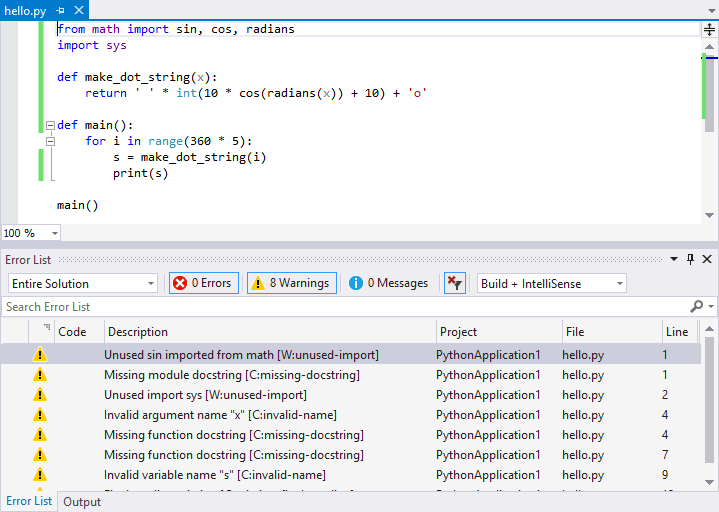 hello.py
from math import sin, cos, radians
import sys
def make_dot_string(x):
return ' ' * int(10 * cos(radians(x)) + 10) + 'o'
def main():
for i in range(360 * 5):
s = make_dot_string(i)
print(s)
main()
100 %
Error List
Entire Solution 0 Errors 8 Warnings 0 Messages Build + IntelliSense
Search Error List
Code Description Project File Line
Unused sin imported from math [W:unused-import] PythonApplication1 hello.py 1
Missing module docstring [C:missing-docstring] PythonApplication1 hello.py 1
Unused import sys [W:unused-import] PythonApplication1 hello.py 2
Invalid argument name "x" [C:invalid-name] PythonApplication1 hello.py 4
Missing function docstring [C:missing-docstring] PythonApplication1 hello.py 4
Missing function docstring [C:missing-docstring] PythonApplication1 hello.py 7
Invalid variable name "s" [C:invalid-name] PythonApplication1 hello.py 9
Error List Output